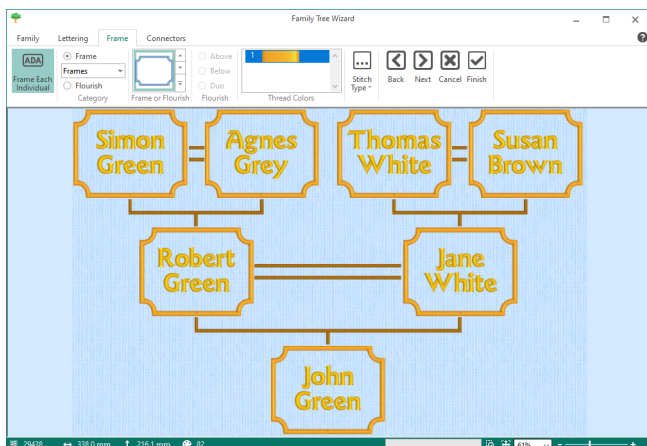 Family Tree Wizard
Family Lettering Frame Connectors
ADA
Frame Each
Individual
Frame
Frames
Flourish
Category
Frame or Flourish
Above
Below
Duo
Flourish
1
Thread Colors
Stitch
Type
Back Next Cancel Finish
Simon
Green
Agnes
Grey
Thomas
White
Susan
Brown
Robert
Green
Jane
White
John
Green
29438 338.0 mm 216.1 mm 82 61%